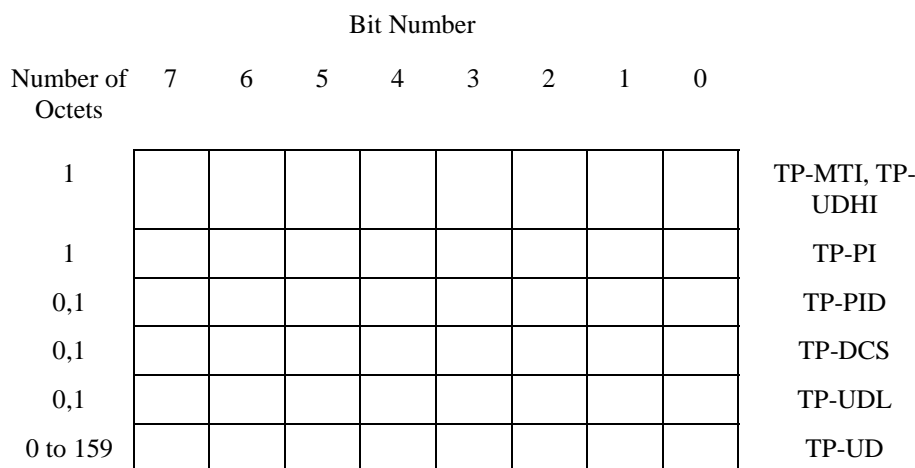 Bit Number
Number of 7 6 5 4 3 2 1 0
Octets
1 TP-MTI, TP-
UDHI
1 TP-PI
0,1 TP-PID
0,1 TP-DCS
0,1 TP-UDL
0 to 159 TP-UD